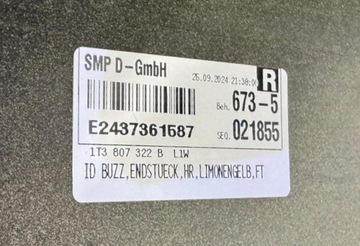 SMP D-GmbH
26.09.2024 21:38:00 R
Beh. 673-5
E2437361587 SEQ. 021855
1T3 807 322 B L1W
ID BUZZ,ENDSTUECK,HR,LIMONENGELB,FT